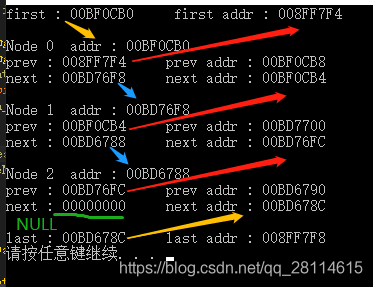 first : 00BF0CB0 first addr : 008FF7F4
Node 0 addr : 00BF0CB0
prev : 008FF7F4 prev addr : 00BF0CB8
next : 00BD76F8 next addr : 00BF0CB4
Node 1 addr : 00BD76F8
prev : 00BF0CB4 prev addr : 00BD7700
next : 00BD6788 next addr : 00BD76FC
Node 2 addr : 00BD6788
prev : 00BD76FC prev addr : 00BD6790
next : 00000000 next addr : 00BD678C
NULL
last : 00BD678C last addr : 008FF7F8
请按任意键继续. . .
https://blog.csdn.net/qq_28114615